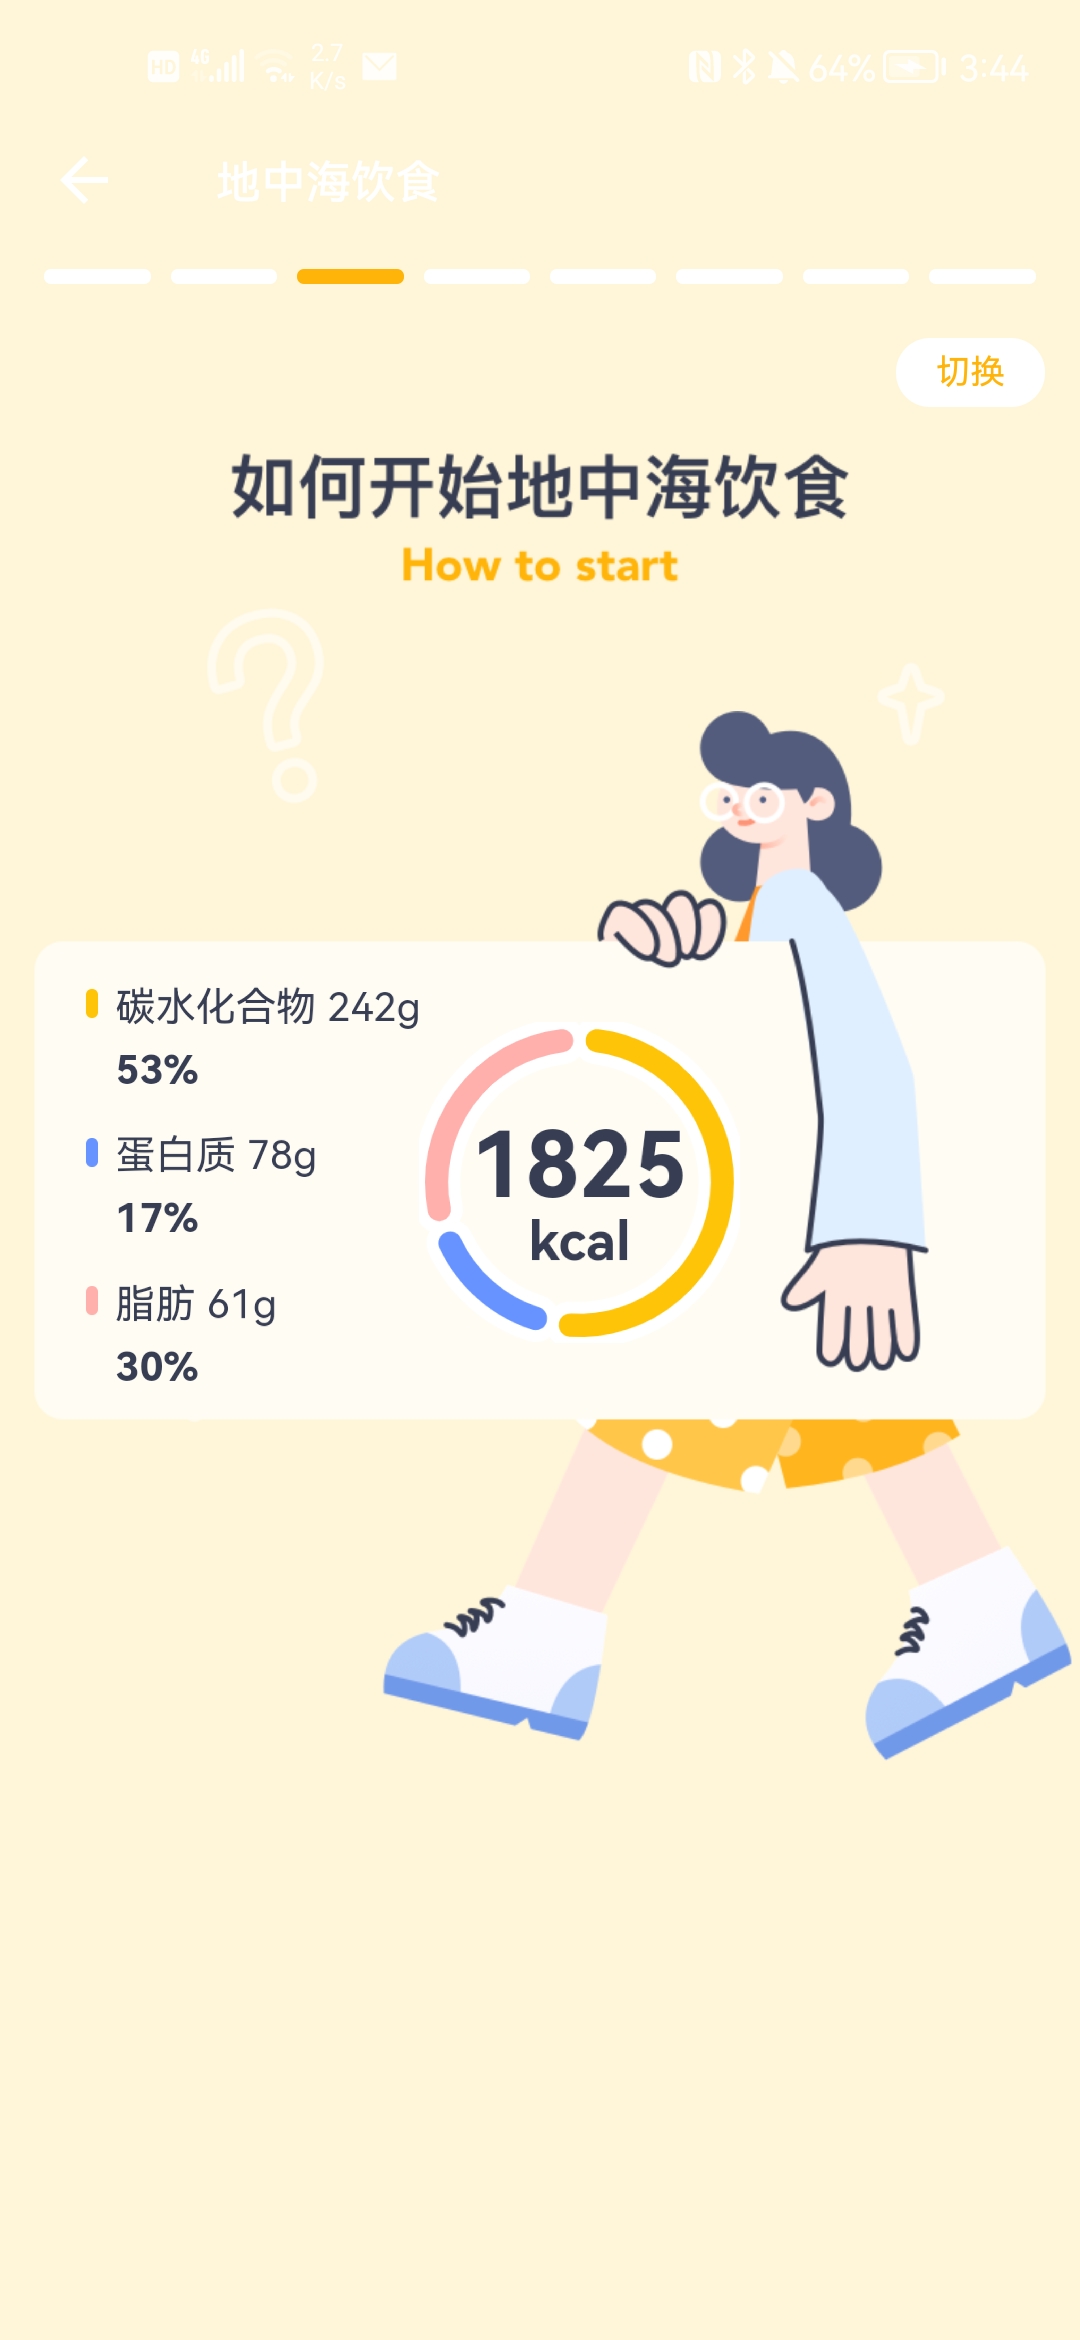 HD 4G 2.7 K/s 64% 3:44
地中海饮食
切换
如何开始地中海饮食
How to start
碳水化合物 242g
53%
蛋白质 78g
17%
脂肪 61g
30%
1825
kcal